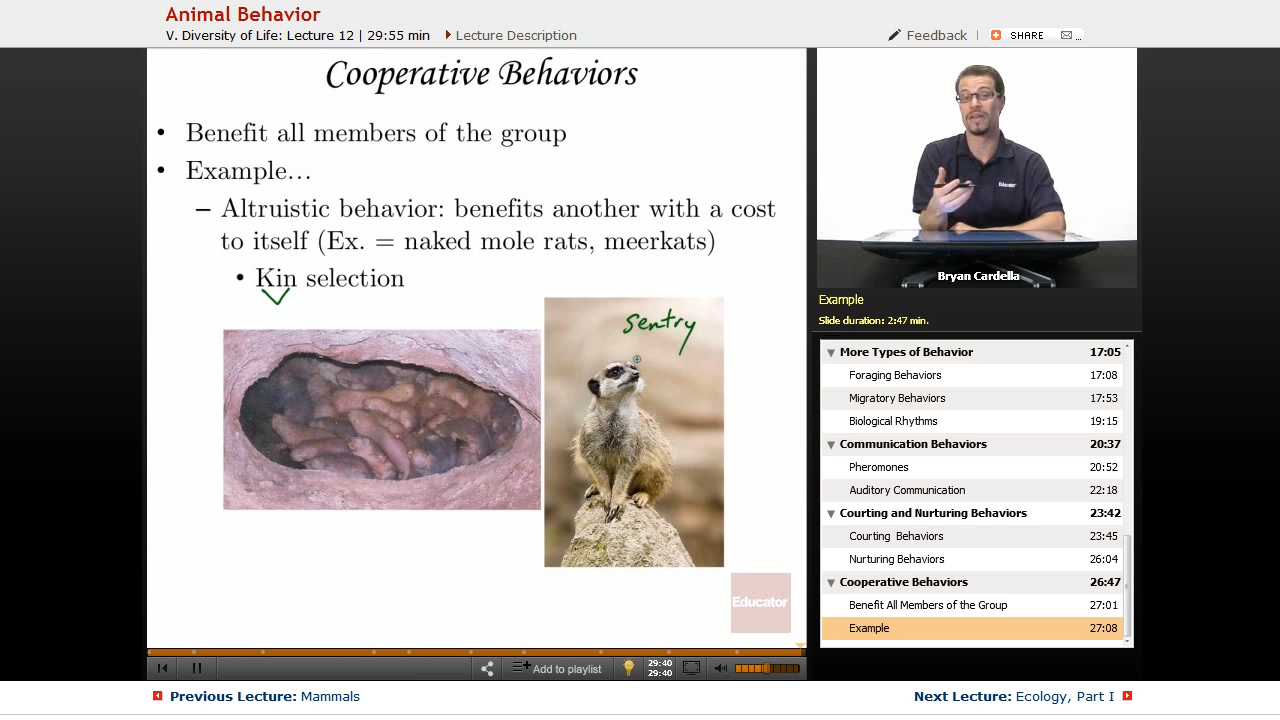 Animal Behavior
V. Diversity of Life: Lecture 12 | 29:55 min
Lecture Description
Feedback
SHARE
...
Cooperative Behaviors
• Benefit all members of the group
• Example…
– Altruistic behavior: benefits another with a cost
to itself (Ex. = naked mole rats, meerkats)
• Kin selection
sentry
Educator
Educator
Bryan Cardella
Example
Slide duration: 2:47 min.
More Types of Behavior 17:05
Foraging Behaviors 17:08
Migratory Behaviors 17:53
Biological Rhythms 19:15
Communication Behaviors 20:37
Pheromones 20:52
Auditory Communication 22:18
Courting and Nurturing Behaviors 23:42
Courting Behaviors 23:45
Nurturing Behaviors 26:04
Cooperative Behaviors 26:47
Benefit All Members of the Group 27:01
Example 27:08
Add to playlist
29:40
29:40
Previous Lecture: Mammals
Next Lecture: Ecology, Part I